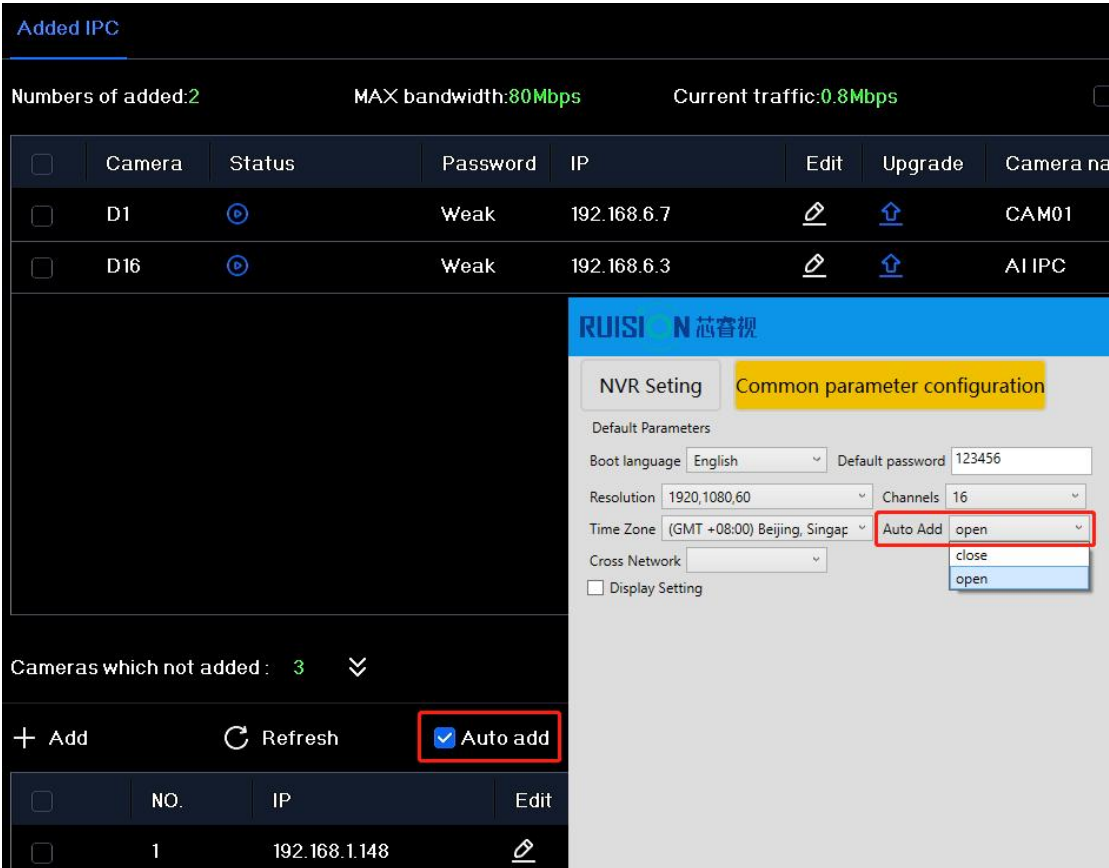 Added IPC
Numbers of added:2 MAX bandwidth:80Mbps Current traffic:0.8Mbps
Camera Status Password IP Edit Upgrade Camera na
D1 Weak 192.168.6.7 CAM01
D16 Weak 192.168.6.3 AI IPC
RUISION 芯睿视
NVR Seting Common parameter configuration
Default Parameters
Boot language English Default password 123456
Resolution 1920,1080,60 Channels 16
Time Zone (GMT +08:00) Beijing, Singap Auto Add open
Cross Network close
open
Display Setting
Cameras which not added : 3
+ Add Refresh Auto add
NO. IP Edit
1 192.168.1.148